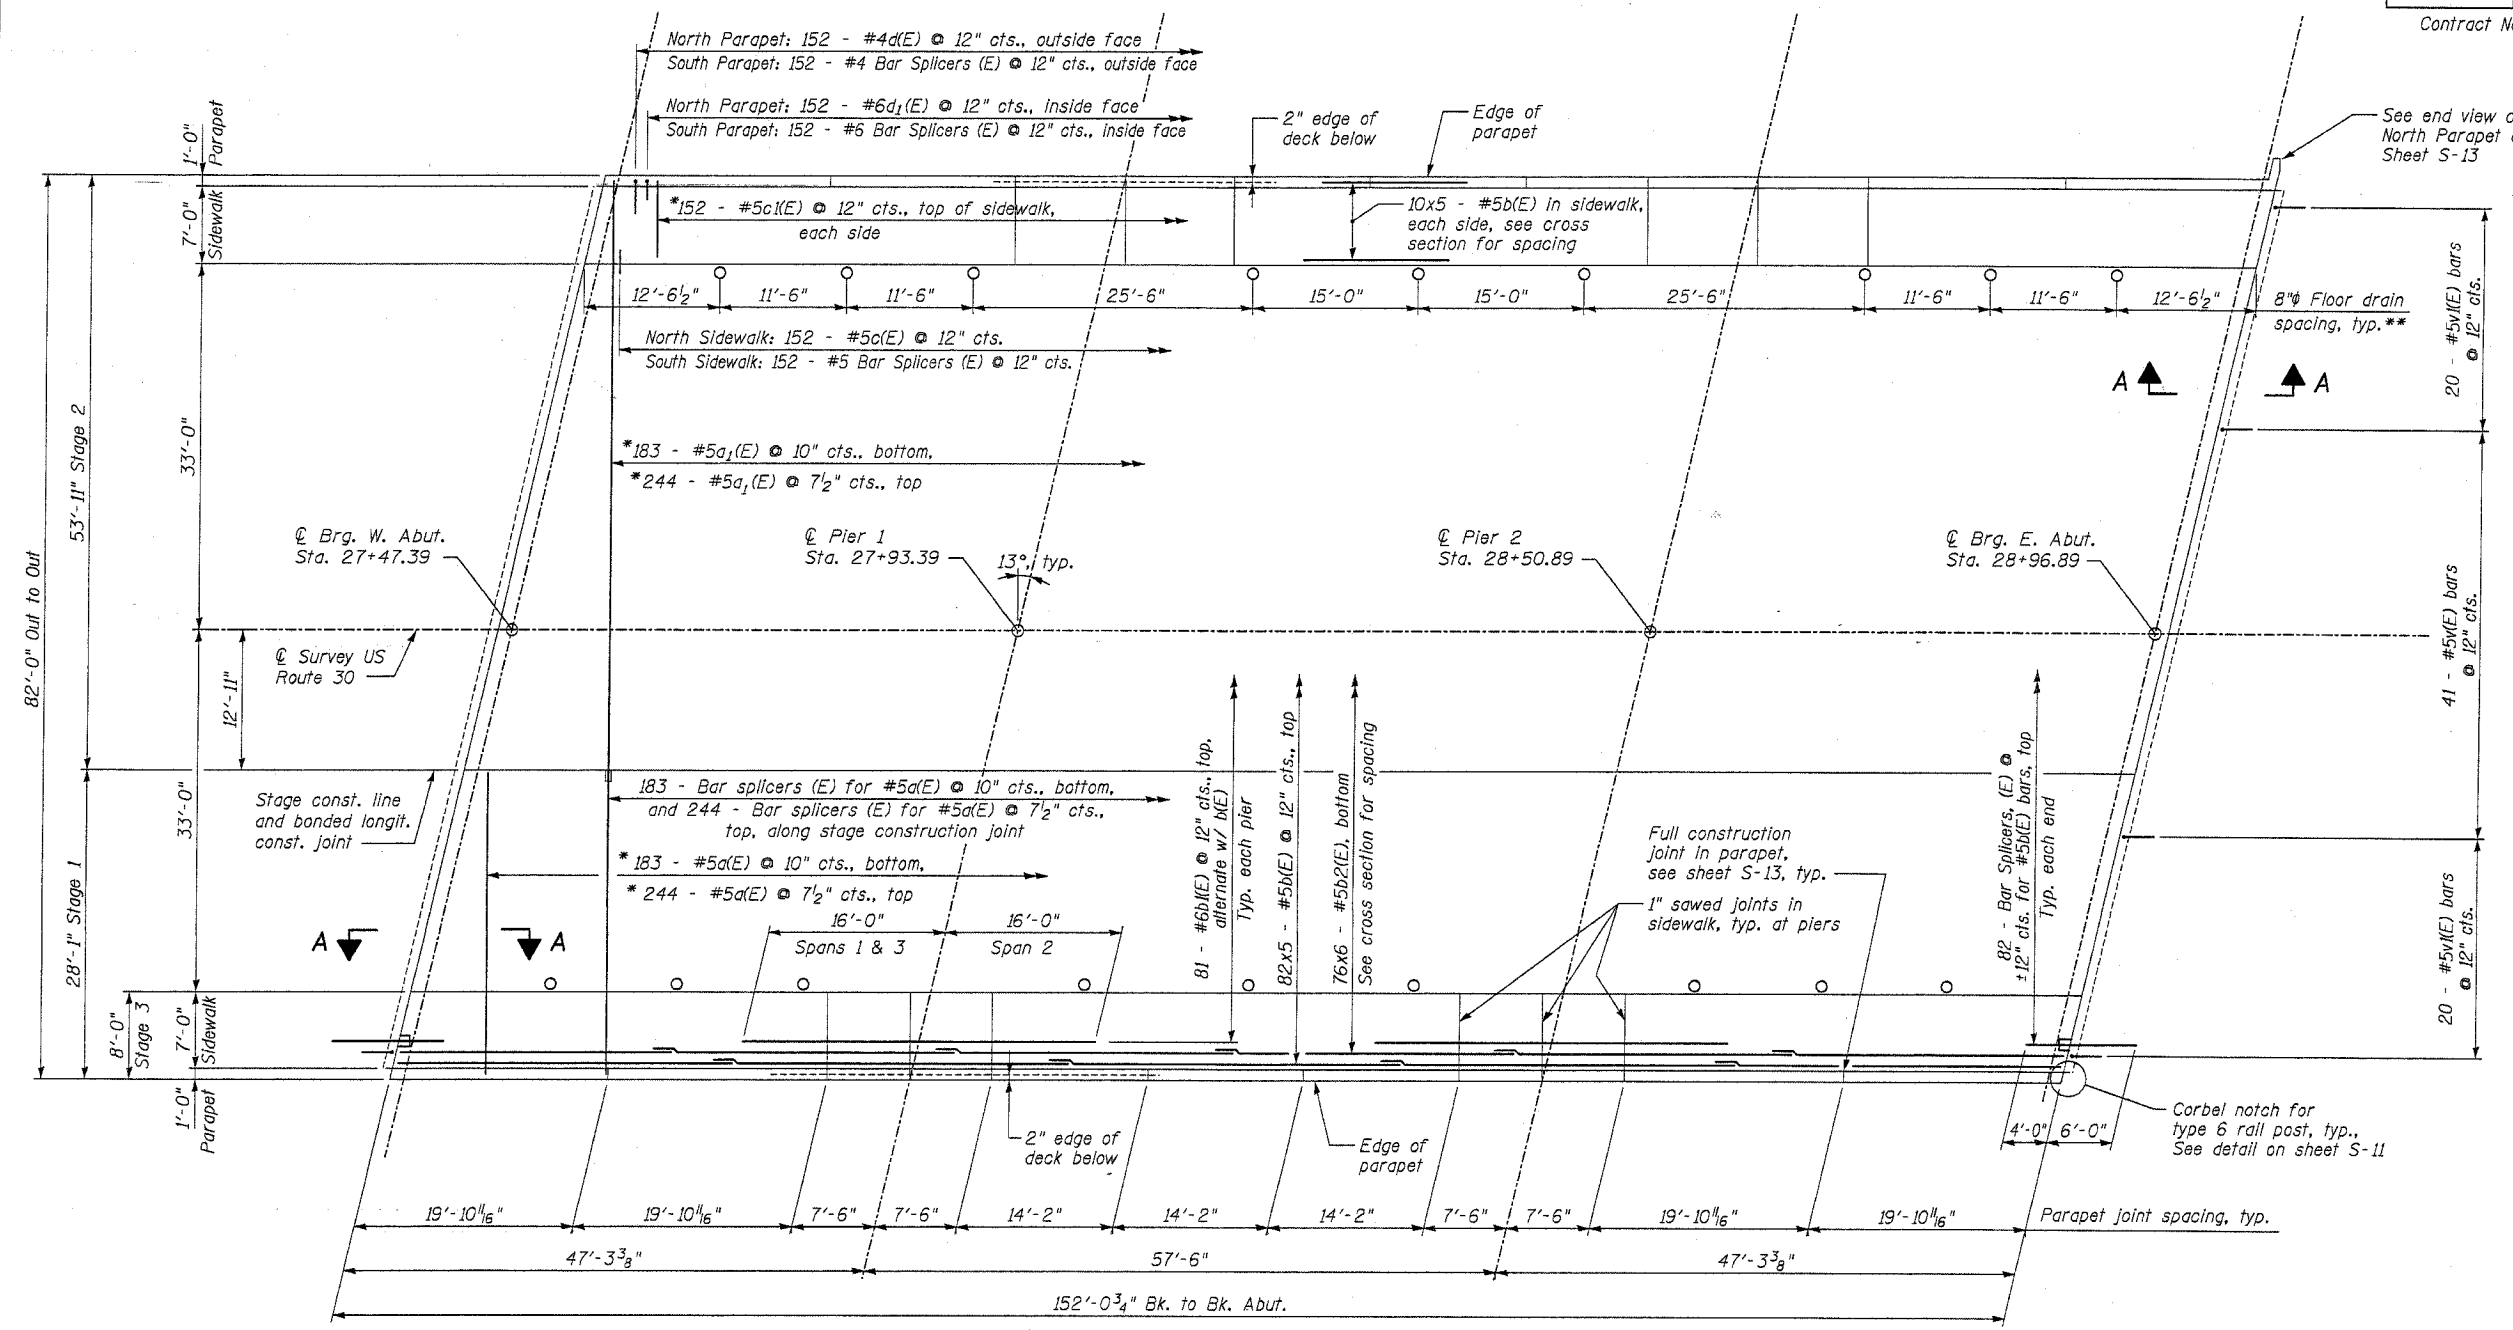 Contract No
North Parapet: 152 - #4d(E) @ 12" cts., outside face
South Parapet: 152 - #4 Bar Splicers (E) @ 12" cts., outside face
North Parapet: 152 - #6d₁(E) @ 12" cts., inside face
South Parapet: 152 - #6 Bar Splicers (E) @ 12" cts., inside face
2" edge of
deck below
Edge of
parapet
See end view o
North Parapet
Sheet S-13
1'-0"
Parapet
7'-0"
Sidewalk
*152 - #5c1(E) @ 12" cts., top of sidewalk,
each side
10x5 - #5b(E) in sidewalk,
each side, see cross
section for spacing
12'-6½"
11'-6"
11'-6"
25'-6"
15'-0"
15'-0"
25'-6"
11'-6"
11'-6"
12'-6½"
8"ϕ Floor drain
spacing, typ.**
North Sidewalk: 152 - #5c(E) @ 12" cts.
South Sidewalk: 152 - #5 Bar Splicers (E) @ 12" cts.
20 - #5v1(E) bars
@ 12" cts.
A
A
82'-0" Out to Out
53'-11" Stage 2
33'-0"
*183 - #5a₁(E) @ 10" cts., bottom,
*244 - #5a₁(E) @ 7½" cts., top
℄ Brg. W. Abut.
Sta. 27+47.39
℄ Pier 1
Sta. 27+93.39
13°, typ.
℄ Pier 2
Sta. 28+50.89
℄ Brg. E. Abut.
Sta. 28+96.89
41 - #5v(E) bars
@ 12" cts.
℄ Survey US
Route 30
12'-11"
33'-0"
28'-1" Stage 1
Stage const. line
and bonded longit.
const. joint
183 - Bar splicers (E) for #5a(E) @ 10" cts., bottom,
and 244 - Bar splicers (E) for #5a(E) @ 7½" cts.,
top, along stage construction joint
* 183 - #5a(E) @ 10" cts., bottom,
* 244 - #5a(E) @ 7½" cts., top
81 - #6b1(E) @ 12" cts., top,
alternate w/ b(E)
Typ. each pier
82x5 - #5b(E) @ 12" cts., top
76x6 - #5b2(E), bottom
See cross section for spacing
82 - Bar Splicers, (E) @
±12" cts. for #5b(E) bars, top
Typ. each end
Full construction
joint in parapet,
see sheet S-13, typ.
1" sawed joints in
sidewalk, typ. at piers
A
A
16'-0"
16'-0"
Spans 1 & 3
Span 2
20 - #5v1(E) bars
@ 12" cts.
8'-0"
Stage 3
7'-0"
Sidewalk
1'-0"
Parapet
2" edge of
deck below
Edge of
parapet
4'-0"
6'-0"
Corbel notch for
type 6 rail post, typ.,
See detail on sheet S-11
19'-10¹¹⁄₁₆"
19'-10¹¹⁄₁₆"
7'-6"
7'-6"
14'-2"
14'-2"
14'-2"
7'-6"
7'-6"
19'-10¹¹⁄₁₆"
19'-10¹¹⁄₁₆"
Parapet joint spacing, typ.
47'-3⅜"
57'-6"
47'-3⅜"
152'-0¾" Bk. to Bk. Abut.